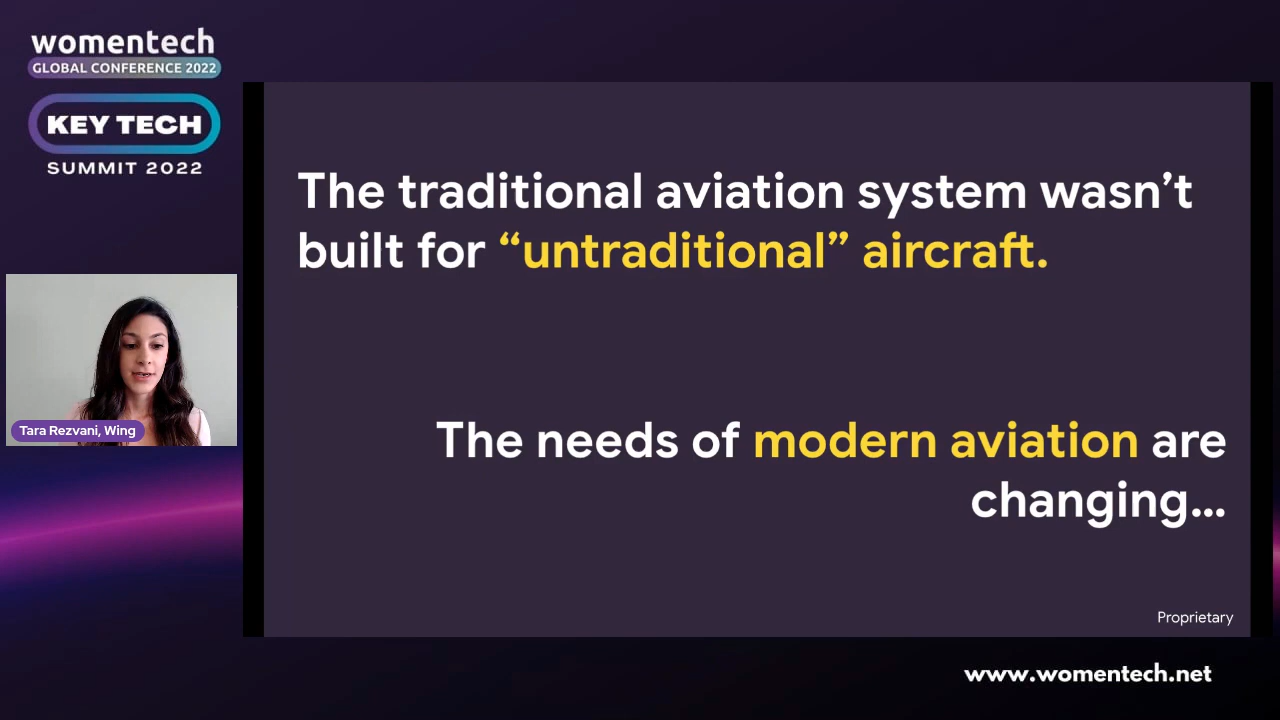 womentech
GLOBAL CONFERENCE 2022
KEY TECH
SUMMIT 2022
The traditional aviation system wasn’t
built for “untraditional” aircraft.
Tara Rezvani, Wing
The needs of modern aviation are
changing...
Proprietary
www.womentech.net